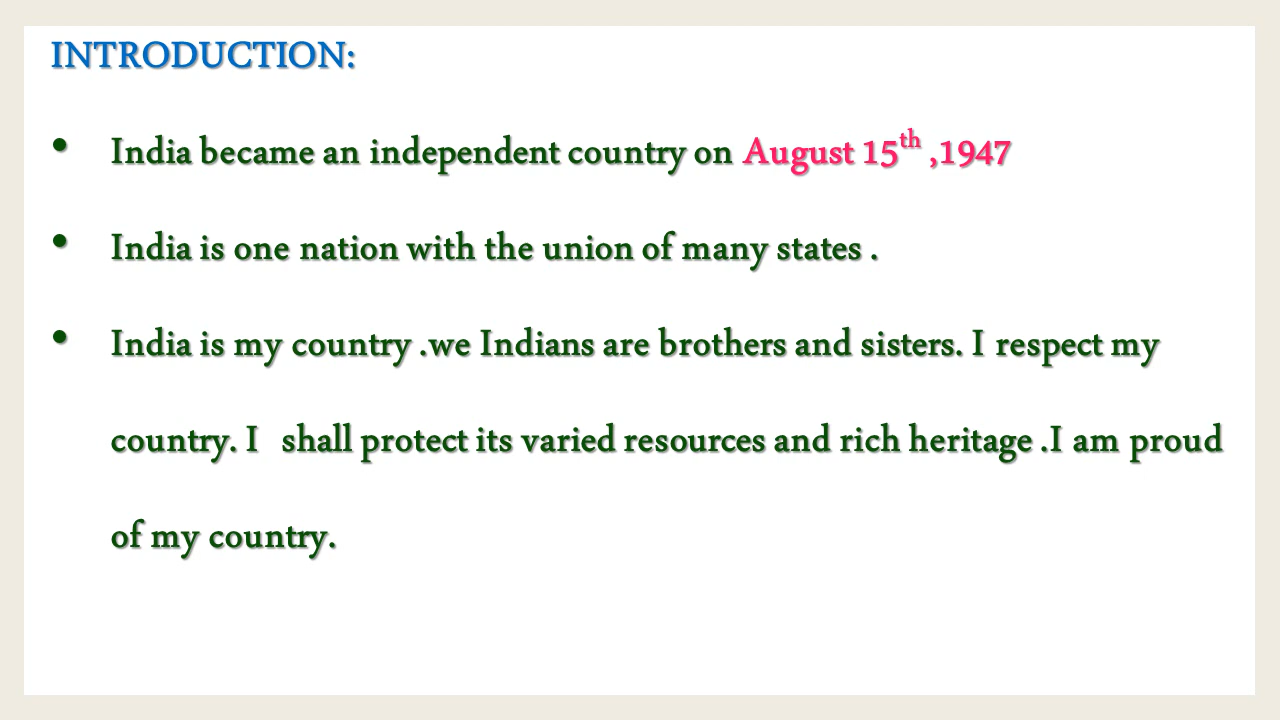 INTRODUCTION:
• India became an independent country on August 15th ,1947
• India is one nation with the union of many states .
• India is my country .we Indians are brothers and sisters. I respect my
country. I  shall protect its varied resources and rich heritage .I am proud
of my country.